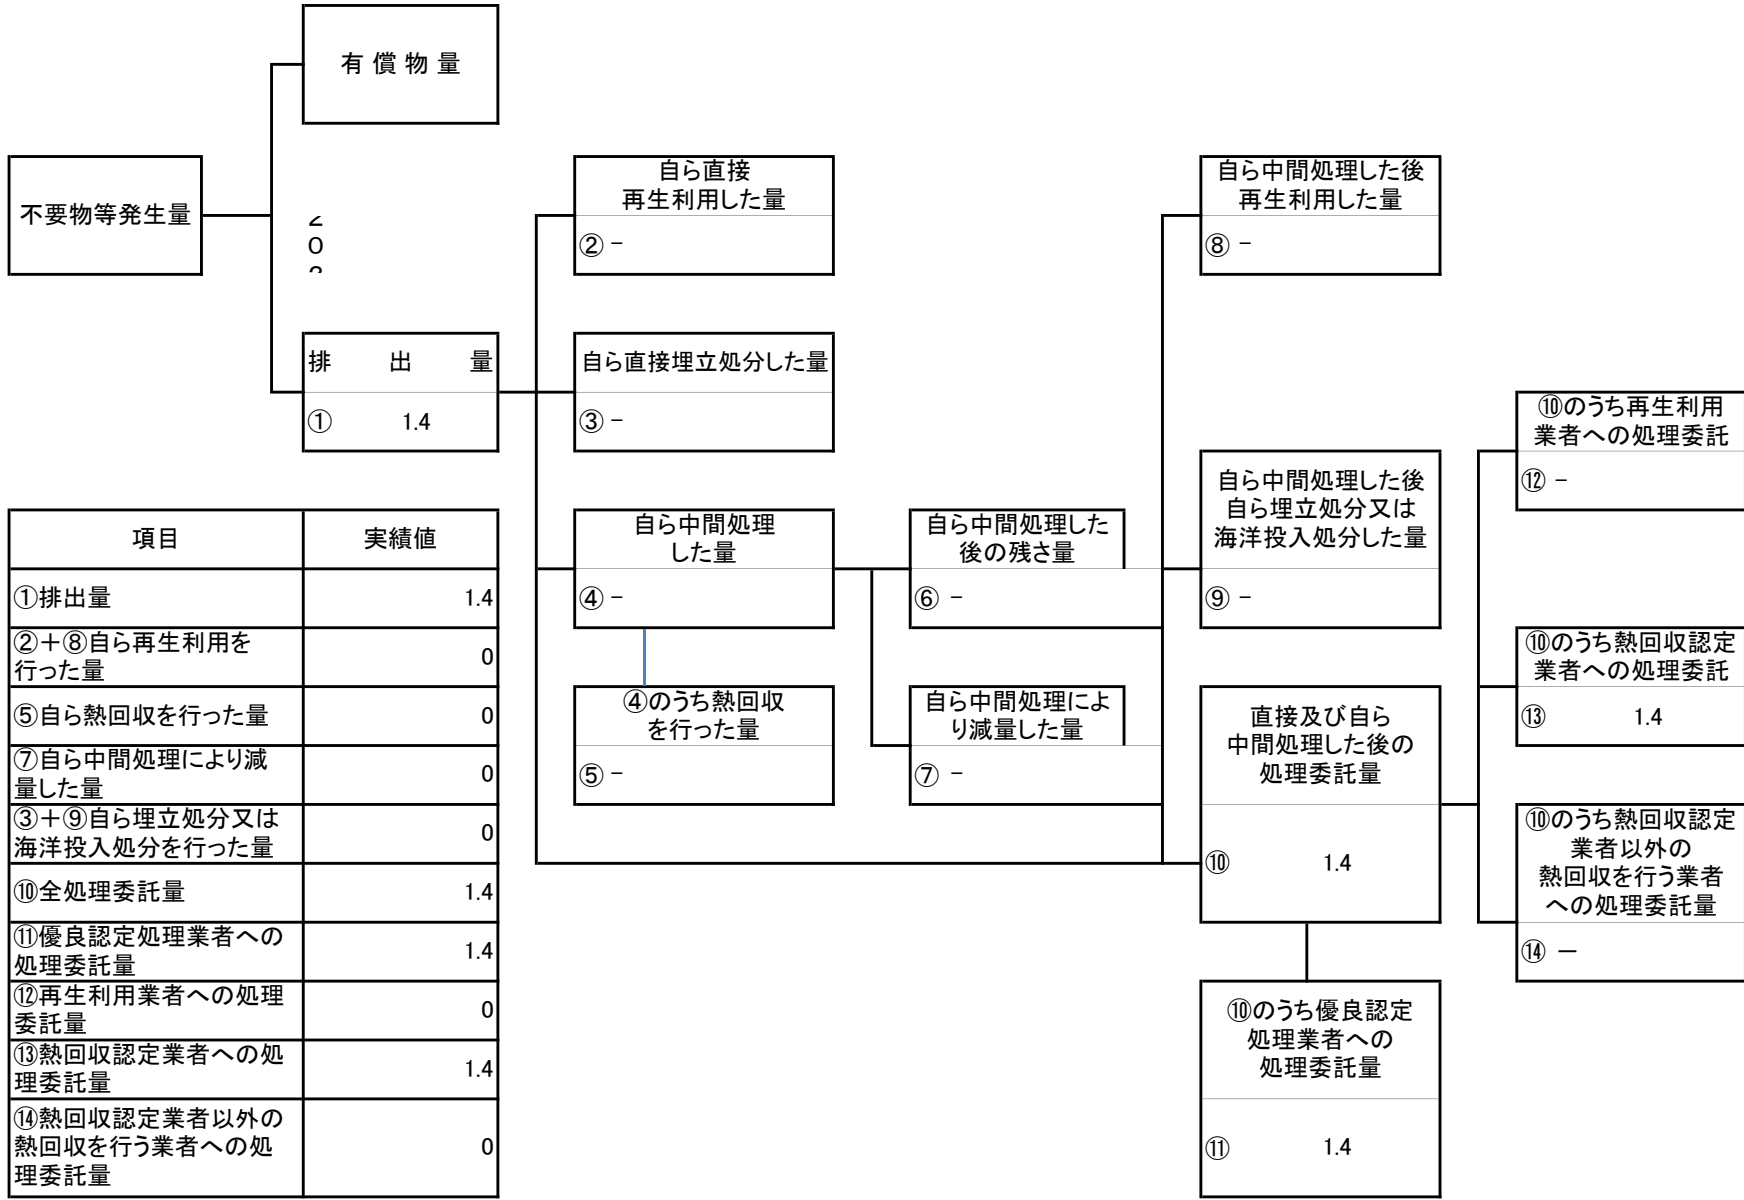 有 償 物 量
不要物等発生量
0
排 出 量
① 1.4
自ら直接
再生利用した量
② −
自ら直接埋立処分した量
③ −
自ら中間処理
した量
④ −
④のうち熱回収
を行った量
⑤ −
自ら中間処理した
後の残さ量
⑥ −
自ら中間処理によ
り減量した量
⑦ −
自ら中間処理した後
再生利用した量
⑧ −
自ら中間処理した後
自ら埋立処分又は
海洋投入処分した量
⑨ −
直接及び自ら
中間処理した後の
処理委託量
⑩ 1.4
⑩のうち優良認定
処理業者への
処理委託量
⑪ 1.4
⑩のうち再生利用
業者への処理委託
⑫ −
⑩のうち熱回収認定
業者への処理委託
⑬ 1.4
⑩のうち熱回収認定
業者以外の
熱回収を行う業者
への処理委託量
⑭ －
項目 実績値
①排出量 1.4
②＋⑧自ら再生利用を
行った量 0
⑤自ら熱回収を行った量 0
⑦自ら中間処理により減
量した量 0
③＋⑨自ら埋立処分又は
海洋投入処分を行った量 0
⑩全処理委託量 1.4
⑪優良認定処理業者への
処理委託量 1.4
⑫再生利用業者への処理
委託量 0
⑬熱回収認定業者への処
理委託量 1.4
⑭熱回収認定業者以外の
熱回収を行う業者への処
理委託量 0